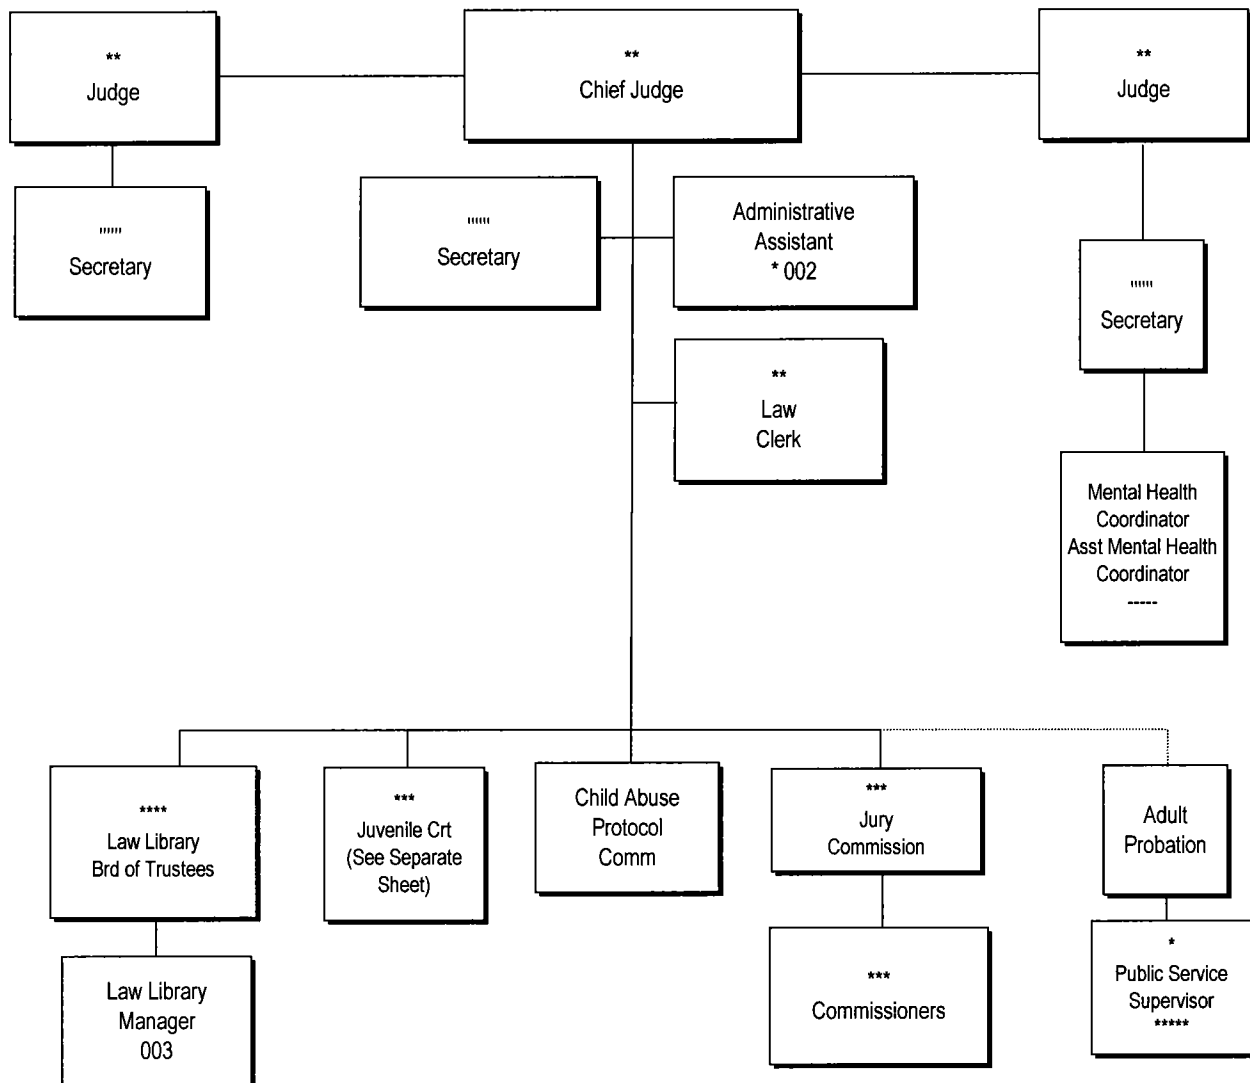 **
Judge
**
Chief Judge
**
Judge
''''''
Secretary
''''''
Secretary
Administrative
Assistant
* 002
''''''
Secretary
**
Law
Clerk
Mental Health
Coordinator
Asst Mental Health
Coordinator
-----
****
Law Library
Brd of Trustees
***
Juvenile Crt
(See Separate
Sheet)
Child Abuse
Protocol
Comm
***
Jury
Commission
Adult
Probation
Law Library
Manager
003
***
Commissioners
*
Public Service
Supervisor
*****